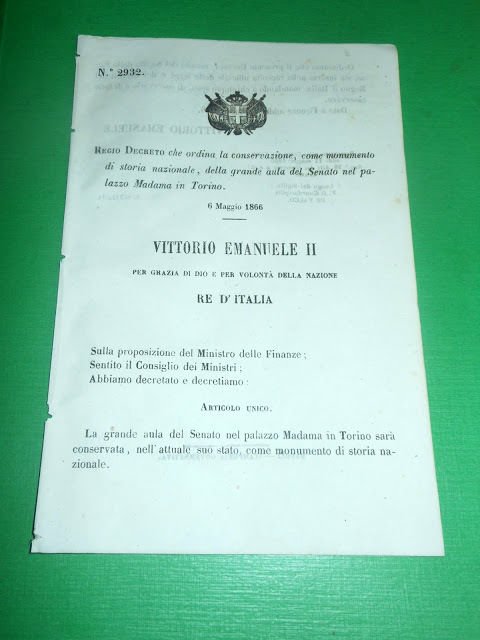 N.° 2932.
REGIO DECRETO che ordina la conservazione, come monumento
di storia nazionale, della grande aula del Senato nel pa-
lazzo Madama in Torino.
6 Maggio 1866
VITTORIO EMANUELE II
PER GRAZIA DI DIO E PER VOLONTÀ DELLA NAZIONE
RE D'ITALIA
Sulla proposizione del Ministro delle Finanze;
Sentito il Consiglio dei Ministri;
Abbiamo decretato e decretiamo:
ARTICOLO UNICO.
La grande aula del Senato nel palazzo Madama in Torino sarà
conservata, nell'attuale suo stato, come monumento di storia na-
zionale.